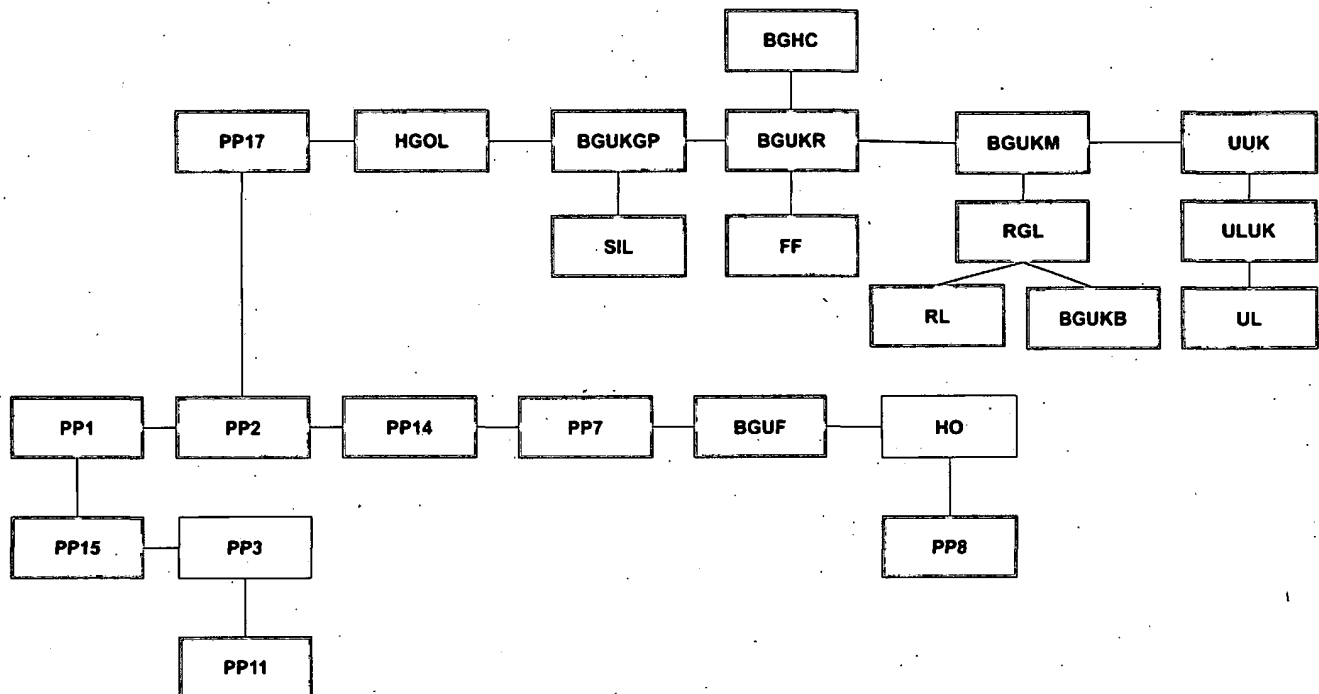 BGHC
PP17
HGOL
BGUKGP
BGUKR
BGUKM
UUK
SIL
FF
RGL
ULUK
RL
BGUKB
UL
PP1
PP2
PP14
PP7
BGUF
HO
PP15
PP3
PP8
PP11